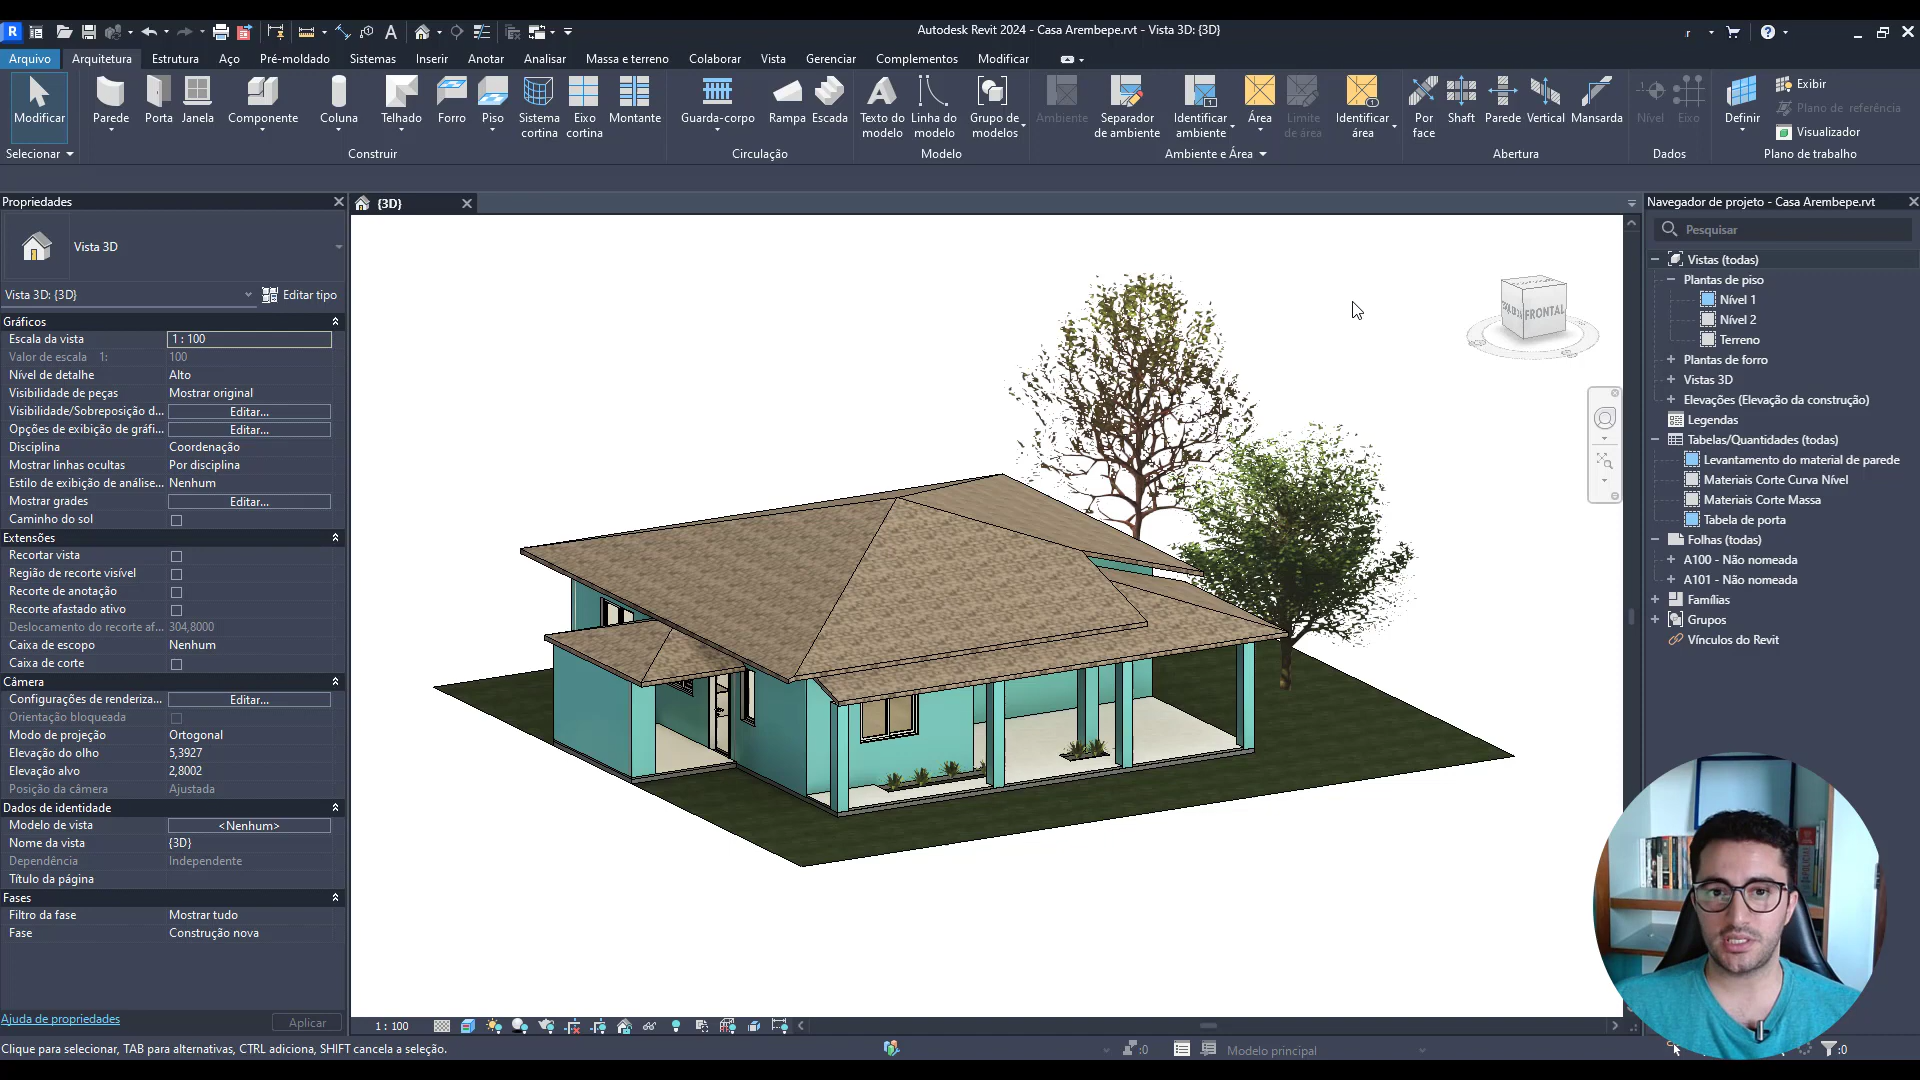 Autodesk Revit 2024 - Casa Arembepe.rvt - Vista 3D: {3D}
Arquivo Arquitetura Estrutura Aço Pré-moldado Sistemas Inserir Anotar Analisar Massa e terreno Colaborar Vista Gerenciar Complementos Modificar
Modificar Parede Porta Janela Componente Coluna Telhado Forro Piso Sistema cortina Eixo cortina Montante Guarda-corpo Rampa Escada Texto do modelo Linha do modelo Grupo de modelos Ambiente Separador de ambiente Identificar ambiente Área Limite de área Identificar área Por face Shaft Parede Vertical Mansarda Nível Eixo Definir
Exibir
Plano de referência
Visualizador
Selecionar Construir Circulação Modelo Ambiente e Área Abertura Dados Plano de trabalho
Propriedades
{3D}
Vista 3D
Vista 3D: {3D} Editar tipo
Gráficos
Escala da vista 1 : 100
Valor de escala 1: 100
Nível de detalhe Alto
Visibilidade de peças Mostrar original
Visibilidade/Sobreposição d... Editar...
Opções de exibição de gráfi... Editar...
Disciplina Coordenação
Mostrar linhas ocultas Por disciplina
Estilo de exibição de análise... Nenhum
Mostrar grades Editar...
Caminho do sol
Extensões
Recortar vista
Região de recorte visível
Recorte de anotação
Recorte afastado ativo
Deslocamento do recorte af... 304,8000
Caixa de escopo Nenhum
Caixa de corte
Câmera
Configurações de renderiza... Editar...
Orientação bloqueada
Modo de projeção Ortogonal
Elevação do olho 5,3927
Elevação alvo 2,8002
Posição da câmera Ajustada
Dados de identidade
Modelo de vista <Nenhum>
Nome da vista {3D}
Dependência Independente
Título da página
Fases
Filtro da fase Mostrar tudo
Fase Construção nova
Ajuda de propriedades Aplicar
FRONTAL
Navegador de projeto - Casa Arembepe.rvt
Pesquisar
Vistas (todas)
Plantas de piso
Nível 1
Nível 2
Terreno
Plantas de forro
Vistas 3D
Elevações (Elevação da construção)
Legendas
Tabelas/Quantidades (todas)
Levantamento do material de parede
Materiais Corte Curva Nível
Materiais Corte Massa
Tabela de porta
Folhas (todas)
A100 - Não nomeada
A101 - Não nomeada
Famílias
Grupos
Vínculos do Revit
1 : 100
Clique para selecionar, TAB para alternativas, CTRL adiciona, SHIFT cancela a seleção.
:0
Modelo principal
:0